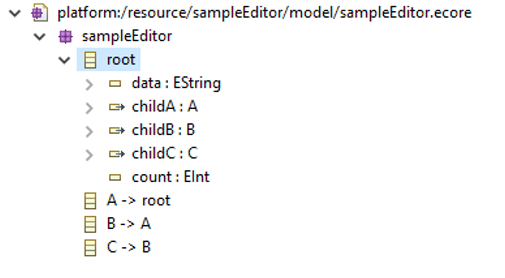 platform:/resource/sampleEditor/model/sampleEditor.ecore
sampleEditor
root
data : EString
childA : A
childB : B
childC : C
count : EInt
A -> root
B -> A
C -> B